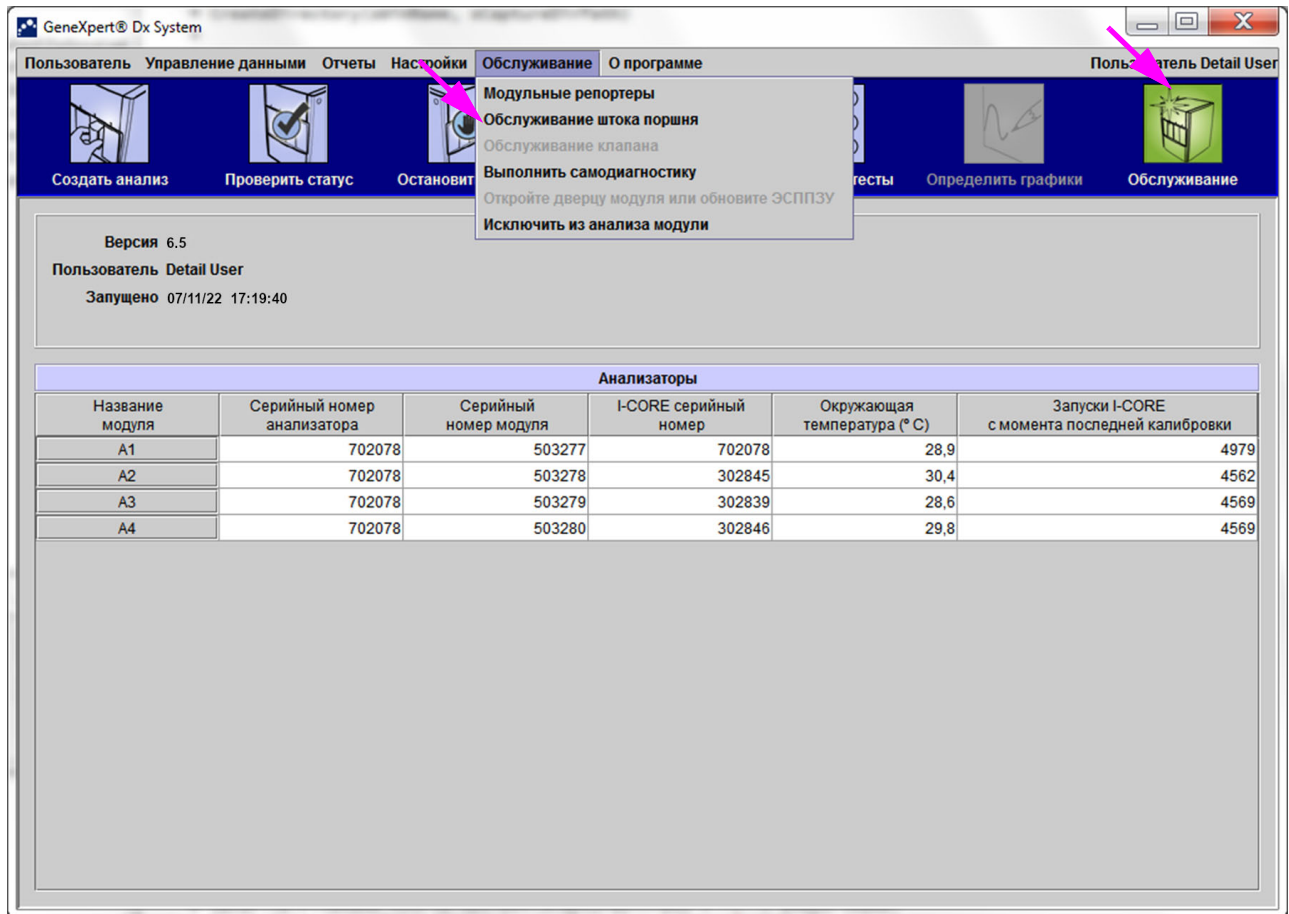 GeneXpert® Dx System
Пользователь Управление данными Отчеты Настройки Обслуживание О программе Пользователь Detail User
Модульные репортеры
Обслуживание штока поршня
Обслуживание клапана
Выполнить самодиагностику
Откройте дверцу модуля или обновите ЭСППЗУ
Исключить из анализа модули
Создать анализ Проверить статус Определить графики Обслуживание
Версия 6.5
Пользователь Detail User
Запущено 07/11/22 17:19:40
Анализаторы
Название Серийный номер Серийный I-CORE серийный Окружающая Запуски I-CORE
модуля анализатора номер модуля номер температура (° C) с момента последней калибровки
A1 702078 503277 702078 28,9 4979
A2 702078 503278 302845 30,4 4562
A3 702078 503279 302839 28,6 4569
A4 702078 503280 302846 29,8 4569